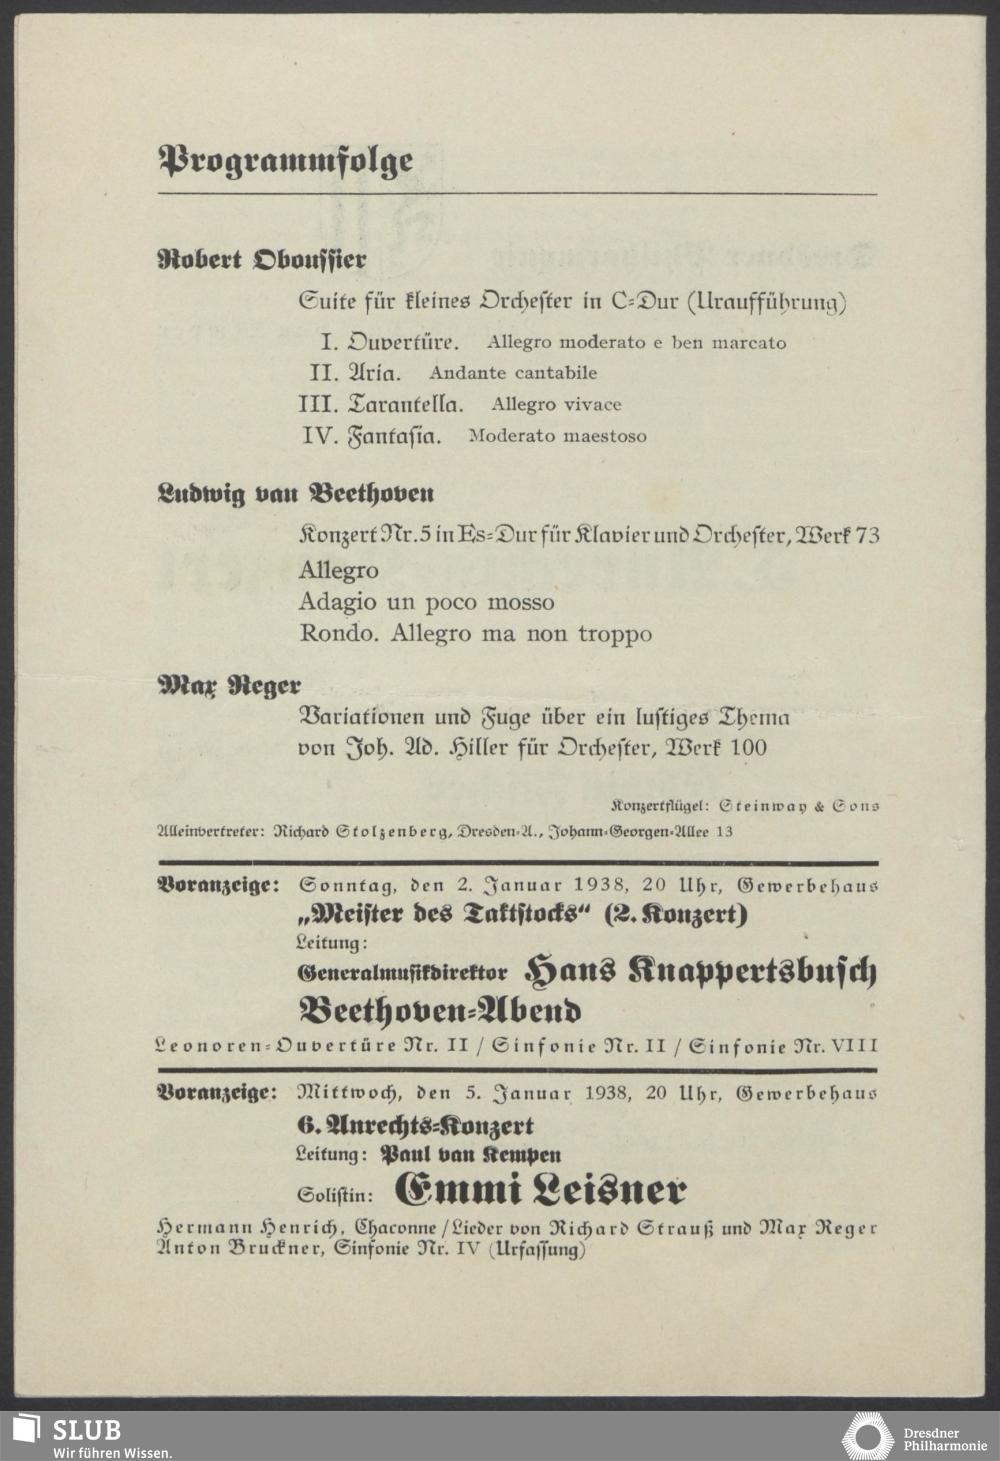 Programmfolge
Robert Oboussier
Suite für kleines Orchester in C-Dur (Uraufführung)
I. Ouvertüre. Allegro moderato e ben marcato
II. Aria. Andante cantabile
III. Tarantella. Allegro vivace
IV. Fantasia. Moderato maestoso
Ludwig van Beethoven
Konzert Nr. 5 in Es-Dur für Klavier und Orchester, Werk 73
Allegro
Adagio un poco mosso
Rondo. Allegro ma non troppo
Max Reger
Variationen und Fuge über ein lustiges Thema
von Joh. Ad. Hiller für Orchester, Werk 100
Konzertflügel: Steinway & Sons
Alleinvertreter: Richard Stolzenberg, Dresden-A., Johann-Georgen-Allee 13
Voranzeige: Sonntag, den 2. Januar 1938, 20 Uhr, Gewerbehaus
„Meister des Taktstocks“ (2. Konzert)
Leitung:
Generalmusikdirektor Hans Knappertsbusch
Beethoven-Abend
Leonoren-Ouvertüre Nr. II / Sinfonie Nr. II / Sinfonie Nr. VIII
Voranzeige: Mittwoch, den 5. Januar 1938, 20 Uhr, Gewerbehaus
6. Anrechts-Konzert
Leitung: Paul van Kempen
Solistin: Emmi Leisner
Hermann Henrich, Chaconne / Lieder von Richard Strauß und Max Reger
Anton Bruckner, Sinfonie Nr. IV (Urfassung)
SLUB
Wir führen Wissen.
Dresdner
Philharmonie